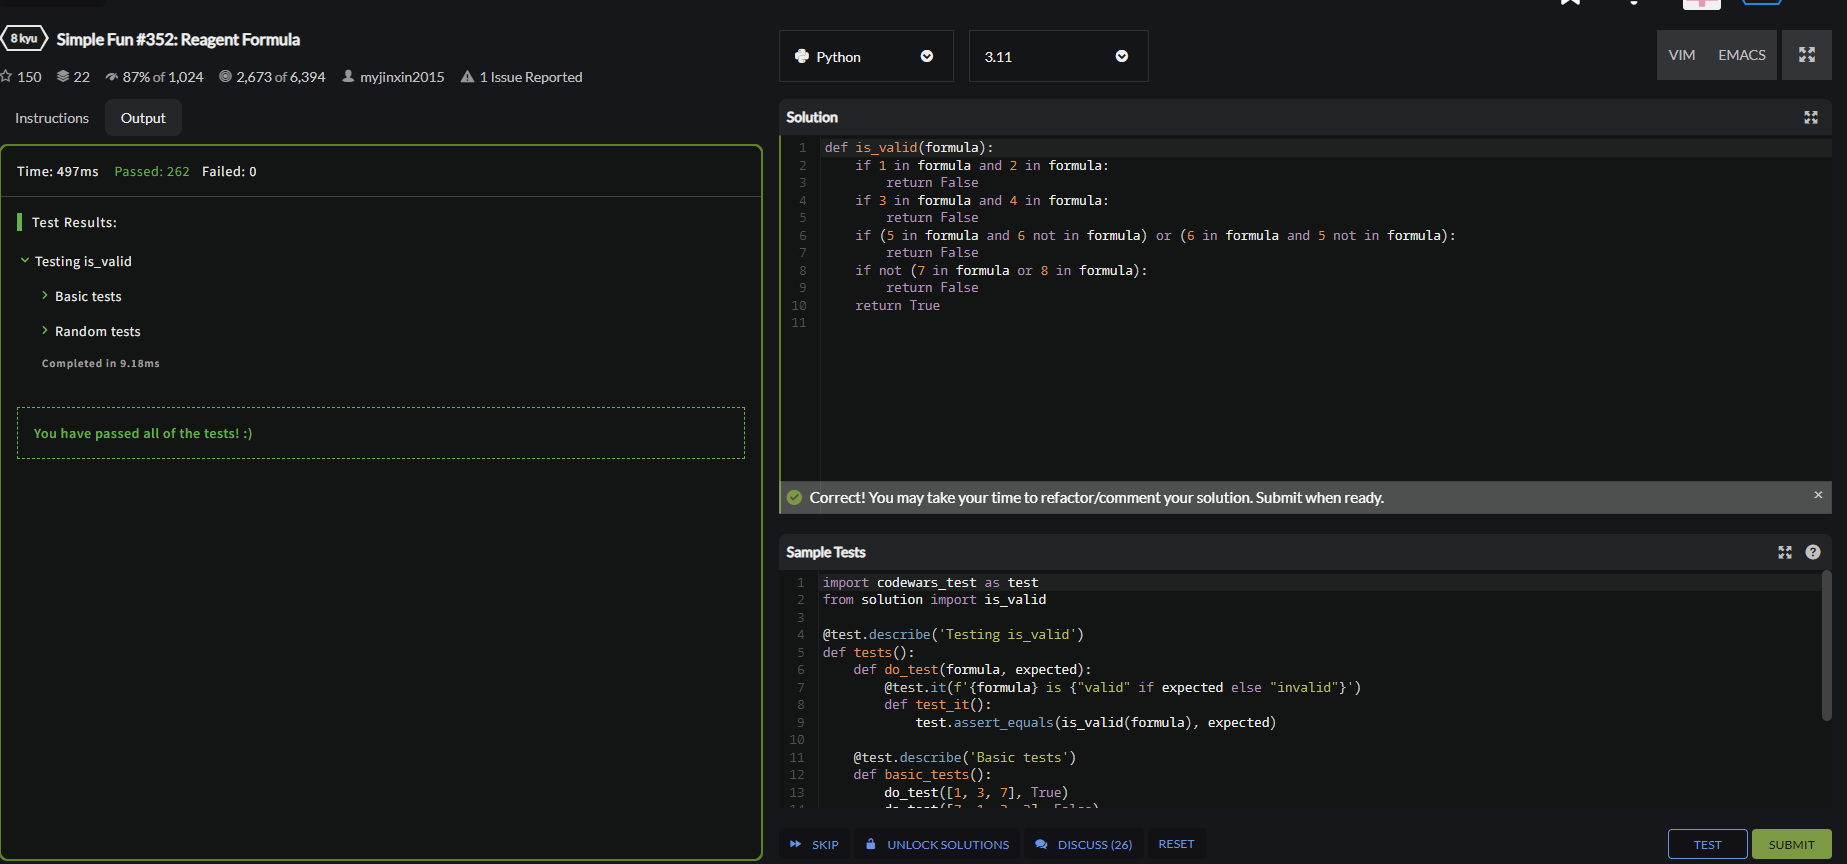 8 kyu Simple Fun #352: Reagent Formula
150 22 87% of 1,024 2,673 of 6,394 myjinxin2015 1 Issue Reported
Instructions Output
Time: 497ms Passed: 262 Failed: 0
Test Results:
Testing is_valid
Basic tests
Random tests
Completed in 9.18ms
You have passed all of the tests! :)
Python 3.11 VIM EMACS
Solution
1 def is_valid(formula):
2     if 1 in formula and 2 in formula:
3         return False
4     if 3 in formula and 4 in formula:
5         return False
6     if (5 in formula and 6 not in formula) or (6 in formula and 5 not in formula):
7         return False
8     if not (7 in formula or 8 in formula):
9         return False
10     return True
11
Correct! You may take your time to refactor/comment your solution. Submit when ready. ×
Sample Tests ?
1 import codewars_test as test
2 from solution import is_valid
3
4 @test.describe('Testing is_valid')
5 def tests():
6     def do_test(formula, expected):
7         @test.it(f'{formula} is {"valid" if expected else "invalid"}')
8         def test_it():
9             test.assert_equals(is_valid(formula), expected)
10
11     @test.describe('Basic tests')
12     def basic_tests():
13         do_test([1, 3, 7], True)
SKIP UNLOCK SOLUTIONS DISCUSS (26) RESET TEST SUBMIT